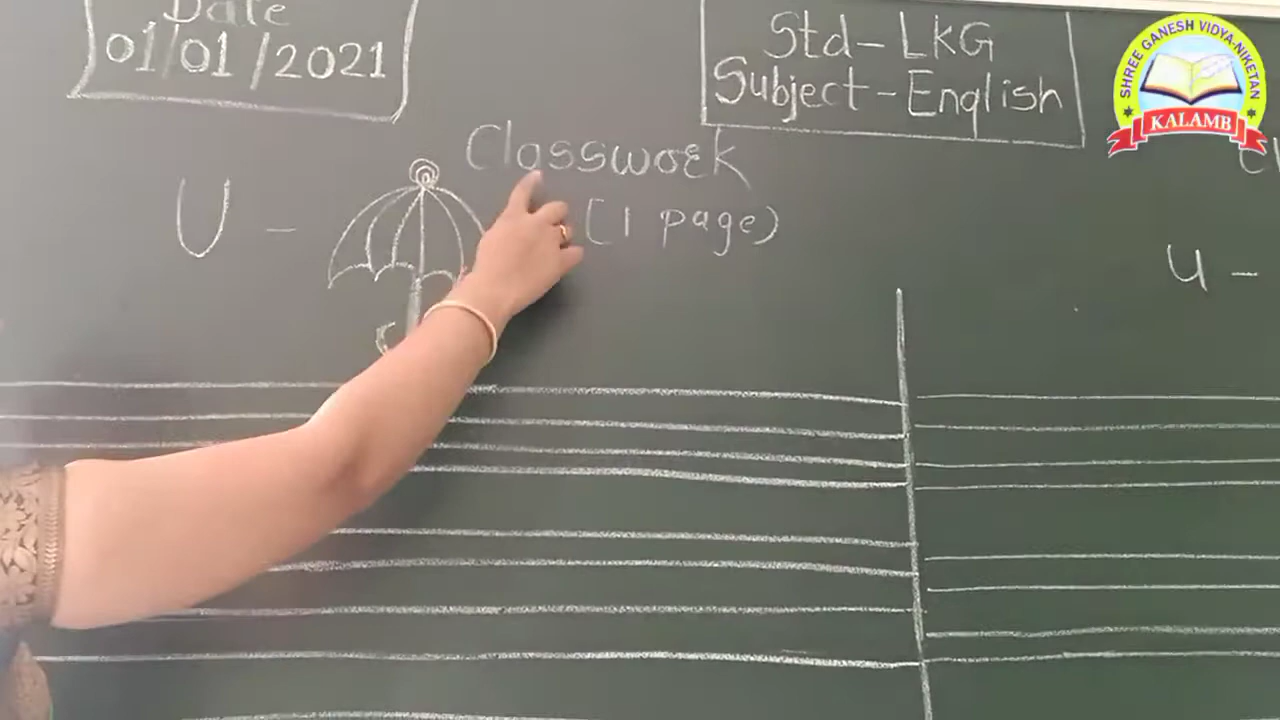 Date
01/01/2021
Std-LKG
Subject-English
SHREE GANESH VIDYA-NIKETAN
KALAMB
Classwork
(1 page)
U -
u -